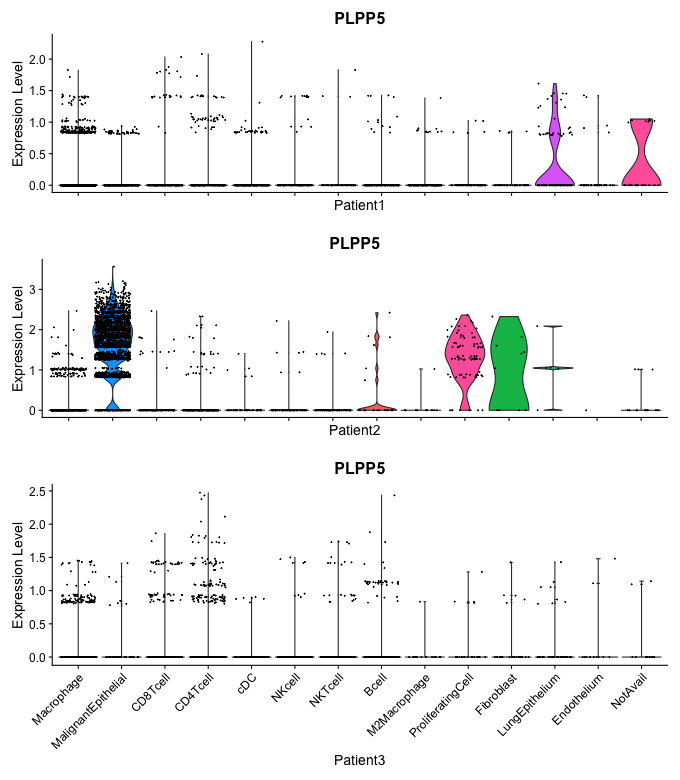 PLPP5
Expression Level
2.0
1.5
1.0
0.5
0.0
Patient1
PLPP5
Expression Level
3
2
1
0
Patient2
PLPP5
Expression Level
2.5
2.0
1.5
1.0
0.5
0.0
Macrophage
MalignantEpithelial
CD8Tcell
CD4Tcell
cDC
NKcell
NKTcell
Bcell
M2Macrophage
ProliferatingCell
Fibroblast
LungEpithelium
Endothelium
NotAvail
Patient3